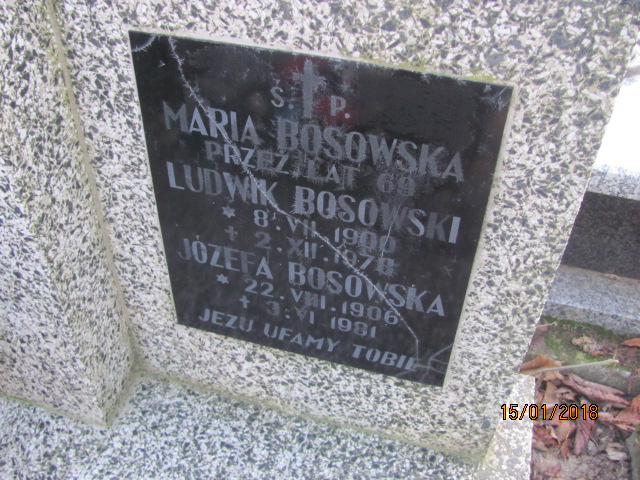 Ś. P.
MARIA BOSOWSKA
PRZEŻ. LAT 69
LUDWIK BOSOWSKI
* 8. VII. 1900
+ 2. XII. 1978
JÓZEFA BOSOWSKA
* 22. VIII. 1906
+ 3. VI 1981
JEZU UFAMY TOBIE
15/01/2018